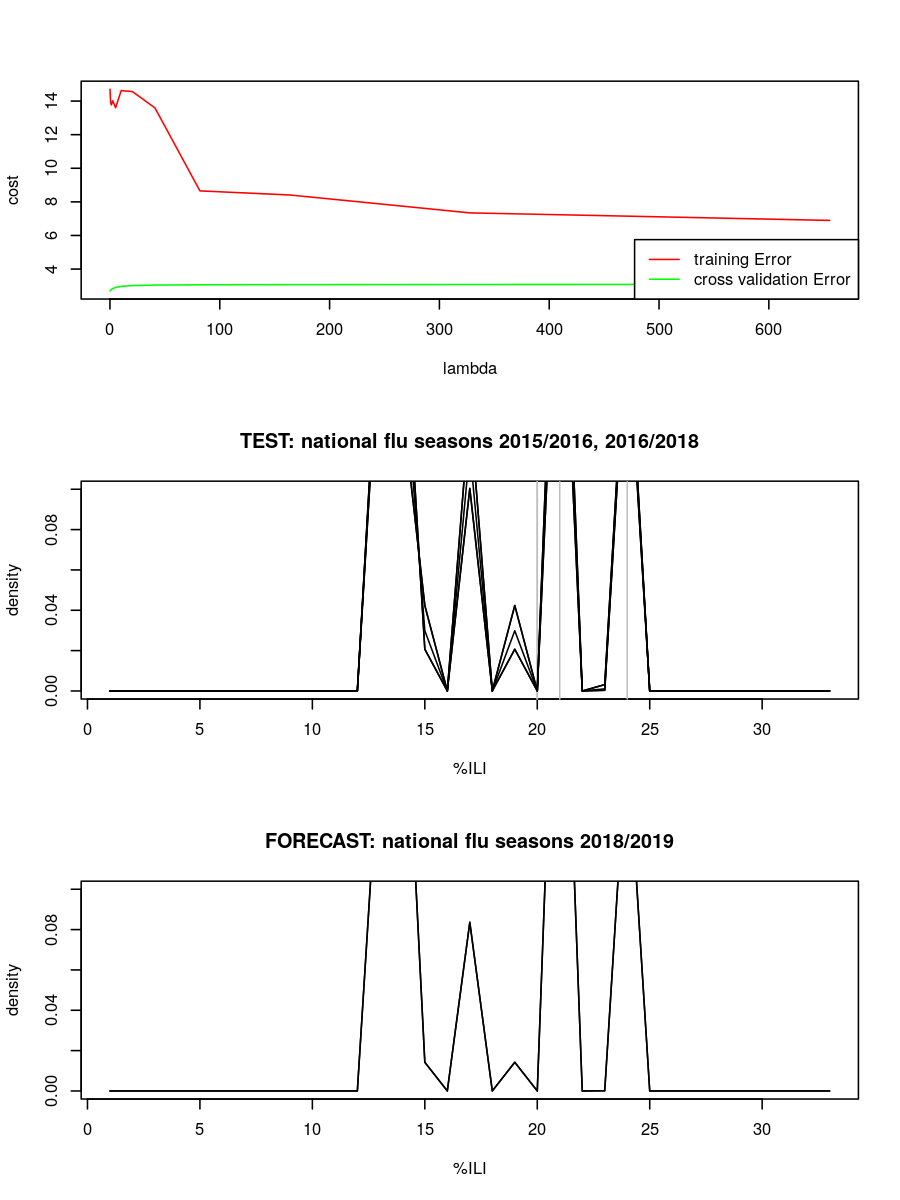 14
12
10
8
6
4
cost
training Error
cross validation Error
0 100 200 300 400 500 600
lambda
TEST: national flu seasons 2015/2016, 2016/2018
0.08
0.04
0.00
density
0 5 10 15 20 25 30
%ILI
FORECAST: national flu seasons 2018/2019
0.08
0.04
0.00
density
0 5 10 15 20 25 30
%ILI